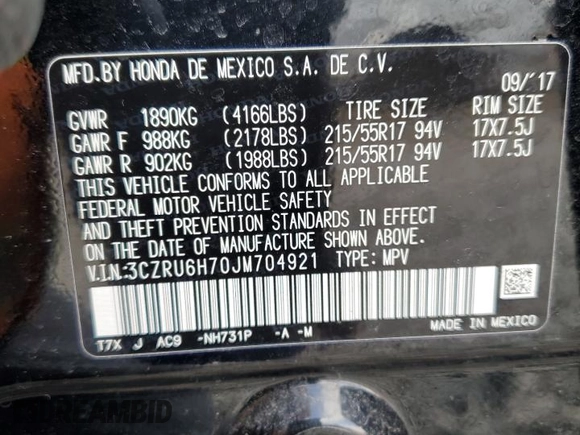 MFD.BY HONDA DE MEXICO S.A. DE C.V.
09/'17
GVWR 1890KG (4166LBS) TIRE SIZE RIM SIZE
GAWR F 988KG (2178LBS) 215/55R17 94V 17X7.5J
GAWR R 902KG (1988LBS) 215/55R17 94V 17X7.5J
THIS VEHICLE CONFORMS TO ALL APPLICABLE
FEDERAL MOTOR VEHICLE SAFETY
AND THEFT PREVENTION STANDARDS IN EFFECT
ON THE DATE OF MANUFACTURE SHOWN ABOVE.
V.I.N.:3CZRU6H70JM704921 TYPE: MPV
T7X J AC9 -NH731P -A -M
MADE IN MEXICO